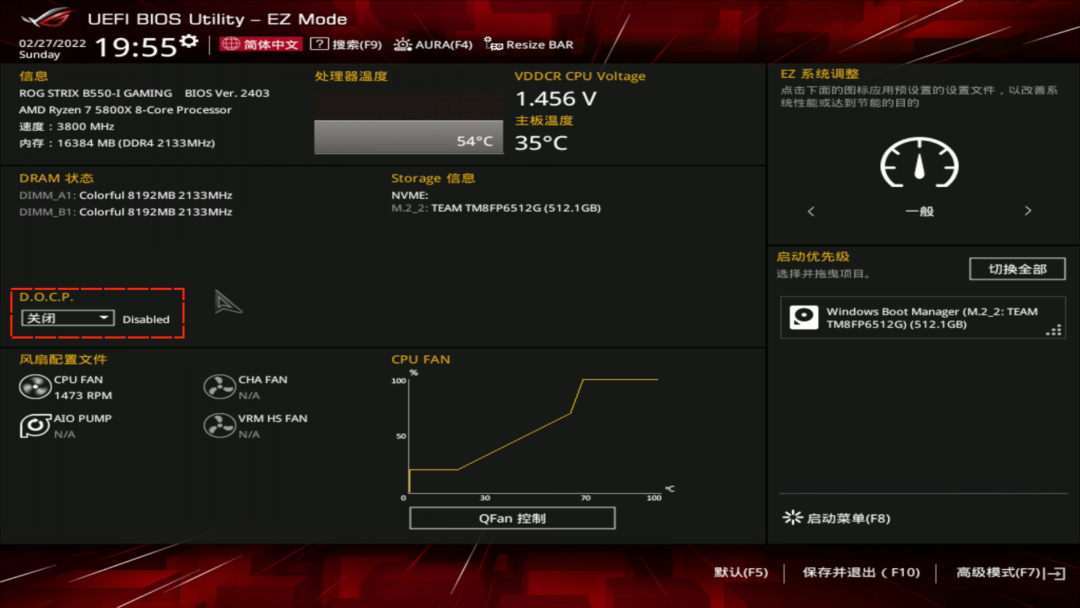 UEFI BIOS Utility – EZ Mode
02/27/2022
Sunday
19:55
简体中文
搜索(F9)
AURA(F4)
Resize BAR
信息
ROG STRIX B550-I GAMING BIOS Ver. 2403
AMD Ryzen 7 5800X 8-Core Processor
速度：3800 MHz
内存：16384 MB (DDR4 2133MHz)
处理器温度
54°C
VDDCR CPU Voltage
1.456 V
主板温度
35°C
EZ 系统调整
点击下面的图标应用预设置的设置文件，以改善系
统性能或达到节能的目的
一般
DRAM 状态
DIMM_A1: Colorful 8192MB 2133MHz
DIMM_B1: Colorful 8192MB 2133MHz
Storage 信息
NVME:
M.2_2: TEAM TM8FP6512G (512.1GB)
D.O.C.P.
关闭
Disabled
启动优先级
选择并拖曳项目。
切换全部
Windows Boot Manager (M.2_2: TEAM
TM8FP6512G) (512.1GB)
风扇配置文件
CPU FAN
1473 RPM
CHA FAN
N/A
AIO PUMP
N/A
VRM HS FAN
N/A
CPU FAN
%
100
50
0
30
70
100
°C
QFan 控制
启动菜单(F8)
默认(F5)
保存并退出（F10)
高级模式(F7)